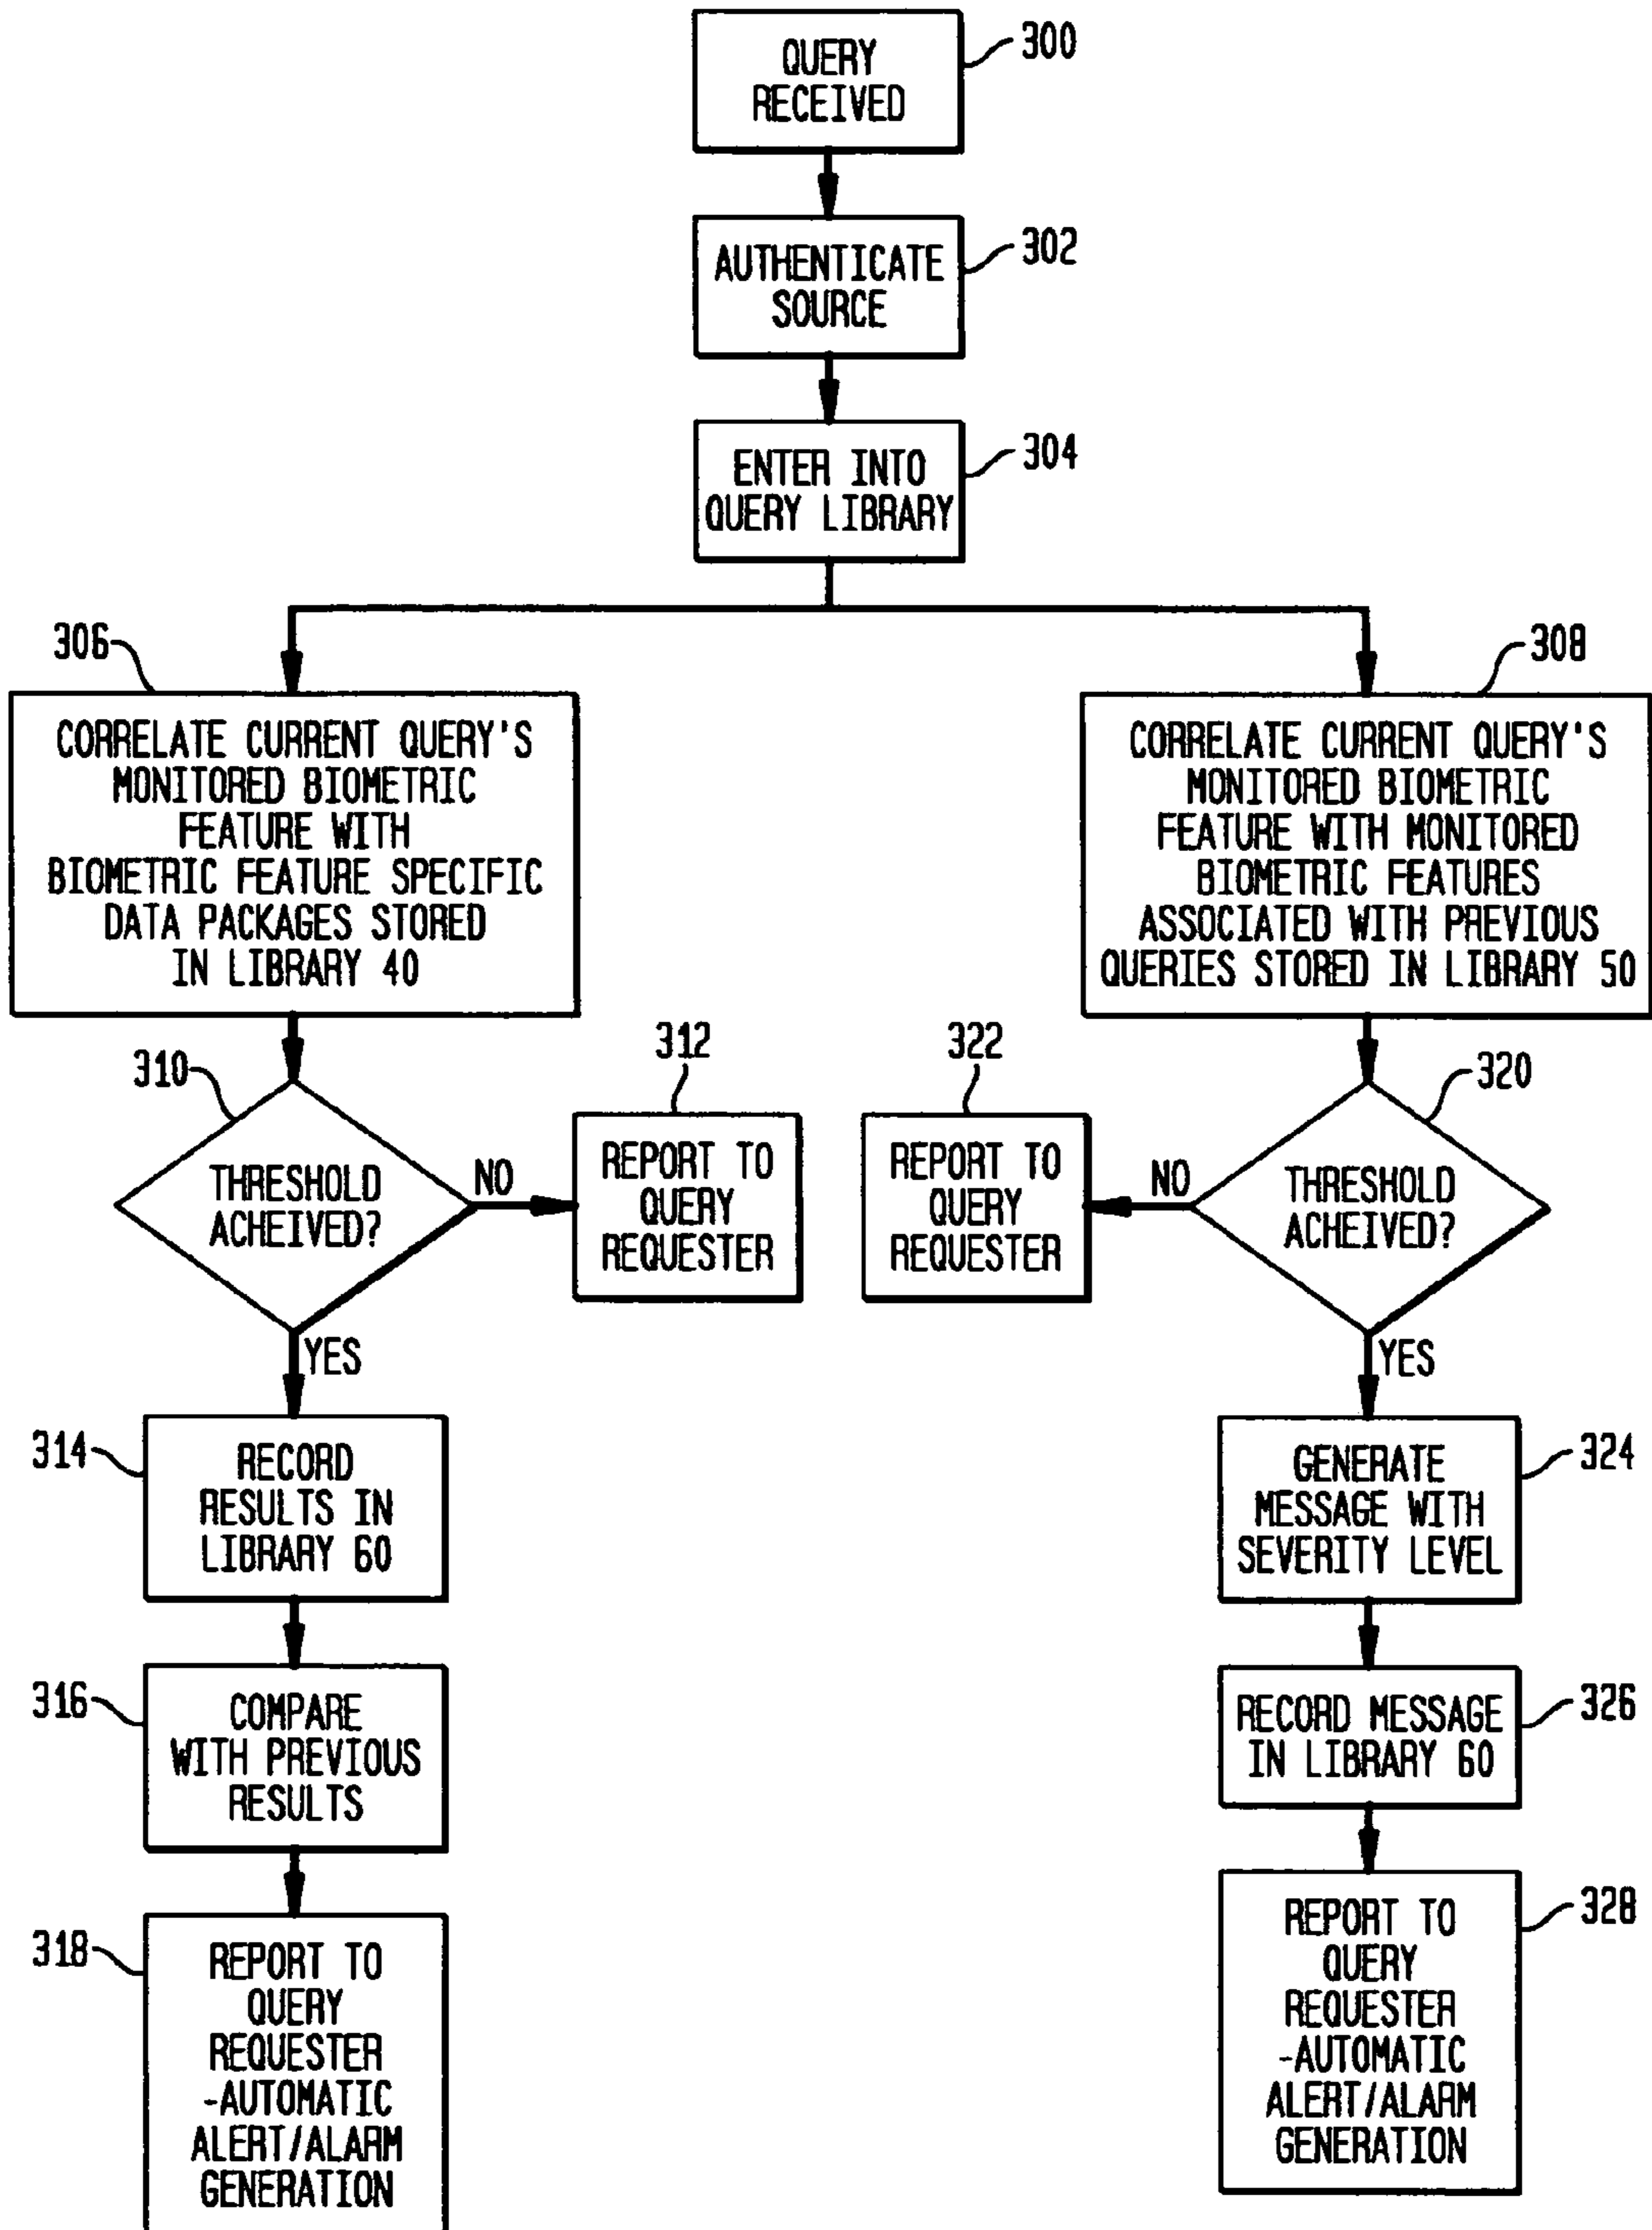 QUERY
RECEIVED
300
AUTHENTICATE
SOURCE
302
ENTER INTO
QUERY LIBRARY
304
306
CORRELATE CURRENT QUERY'S
MONITORED BIOMETRIC
FEATURE WITH
BIOMETRIC FEATURE SPECIFIC
DATA PACKAGES STORED
IN LIBRARY 40
308
CORRELATE CURRENT QUERY'S
MONITORED BIOMETRIC
FEATURE WITH MONITORED
BIOMETRIC FEATURES
ASSOCIATED WITH PREVIOUS
QUERIES STORED IN LIBRARY 50
310
THRESHOLD
ACHEIVED?
NO
312
REPORT TO
QUERY
REQUESTER
322
REPORT TO
QUERY
REQUESTER
NO
320
THRESHOLD
ACHEIVED?
YES
YES
314
RECORD
RESULTS IN
LIBRARY 60
324
GENERATE
MESSAGE WITH
SEVERITY LEVEL
316
COMPARE
WITH PREVIOUS
RESULTS
326
RECORD MESSAGE
IN LIBRARY 60
318
REPORT TO
QUERY
REQUESTER
-AUTOMATIC
ALERT/ALARM
GENERATION
328
REPORT TO
QUERY
REQUESTER
-AUTOMATIC
ALERT/ALARM
GENERATION